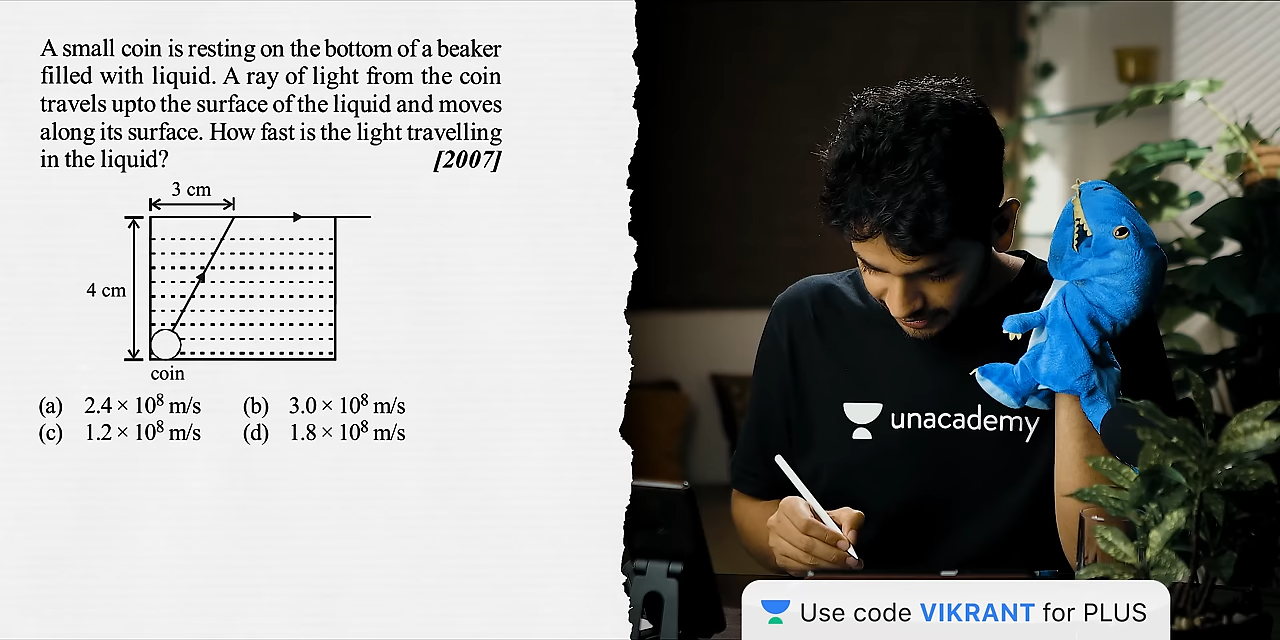 A small coin is resting on the bottom of a beaker
filled with liquid. A ray of light from the coin
travels upto the surface of the liquid and moves
along its surface. How fast is the light travelling
in the liquid? [2007]
3 cm
4 cm
coin
(a) 2.4 × 10⁸ m/s (b) 3.0 × 10⁸ m/s
(c) 1.2 × 10⁸ m/s (d) 1.8 × 10⁸ m/s
unacademy
Use code VIKRANT for PLUS